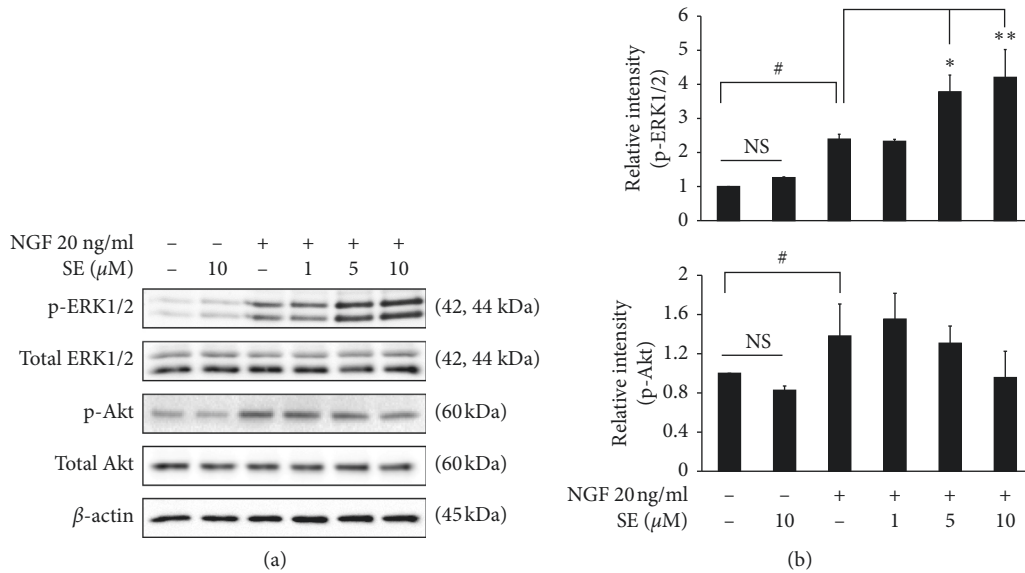 NGF 20 ng/ml – – + + + +
SE (μM) – 10 – 1 5 10
p-ERK1/2 (42, 44 kDa)
Total ERK1/2 (42, 44 kDa)
p-Akt (60 kDa)
Total Akt (60 kDa)
β-actin (45 kDa)
(a)
Relative intensity
(p-ERK1/2)
6
5
4
3
2
1
0
NS
#
*
**
Relative intensity
(p-Akt)
2
1.6
1.2
0.8
0.4
0
NS
#
NGF 20 ng/ml – – + + + +
SE (μM) – 10 – 1 5 10
(b)